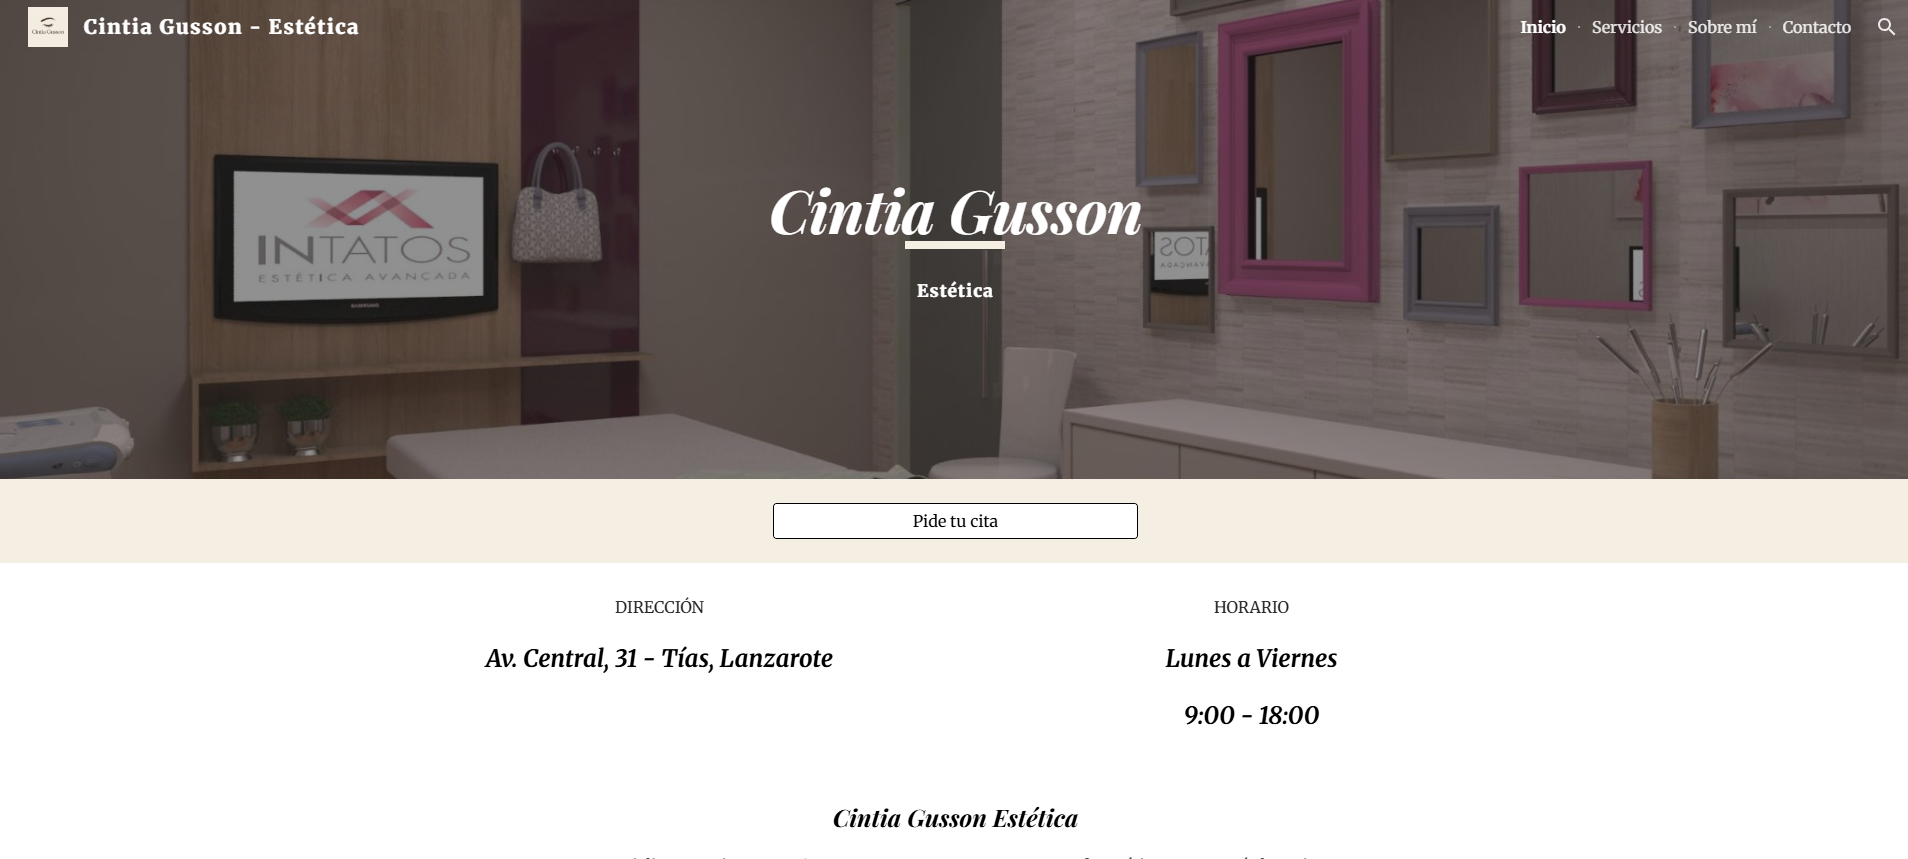 Cintia Gusson
Cintia Gusson - Estética
Inicio
Servicios
Sobre mí
Contacto
INTATOS
ESTÉTICA AVANÇADA
SAMSUNG
Cintia Gusson
Estética
Pide tu cita
DIRECCIÓN
Av. Central, 31 - Tías, Lanzarote
HORARIO
Lunes a Viernes
9:00 - 18:00
Cintia Gusson Estética